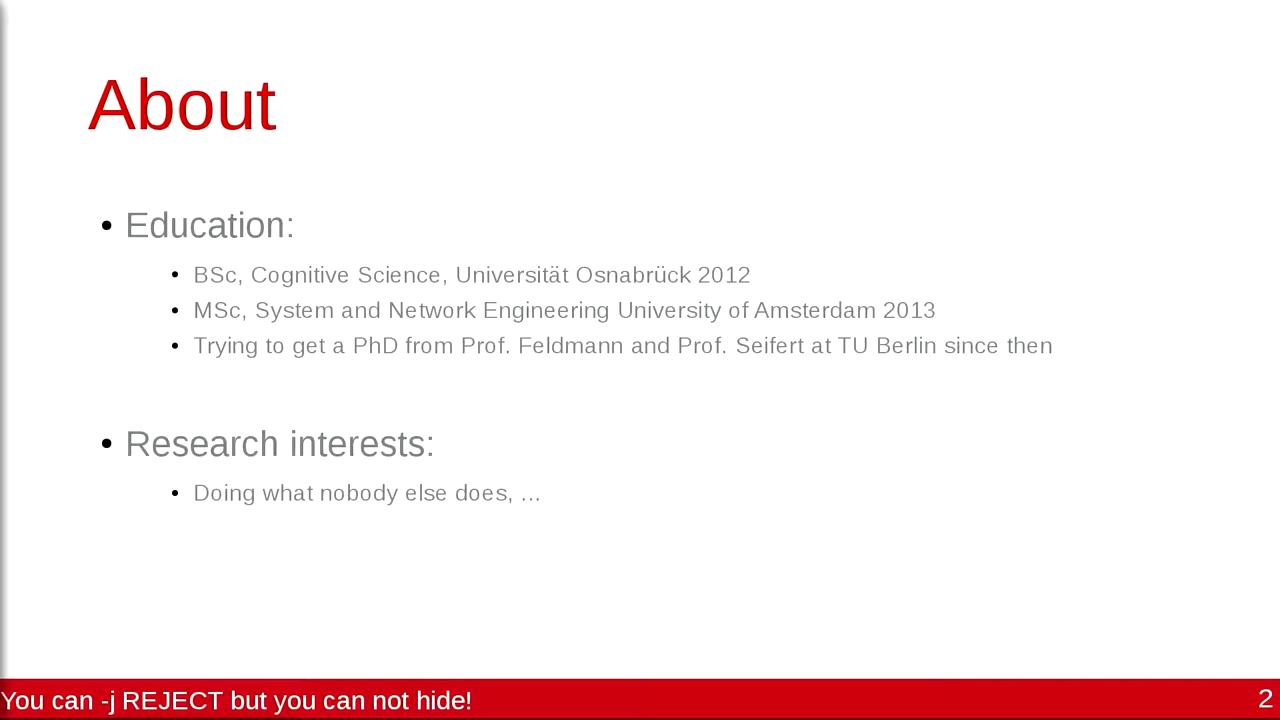 About
• Education:
• BSc, Cognitive Science, Universität Osnabrück 2012
• MSc, System and Network Engineering University of Amsterdam 2013
• Trying to get a PhD from Prof. Feldmann and Prof. Seifert at TU Berlin since then
• Research interests:
• Doing what nobody else does, ...
You can -j REJECT but you can not hide!
2